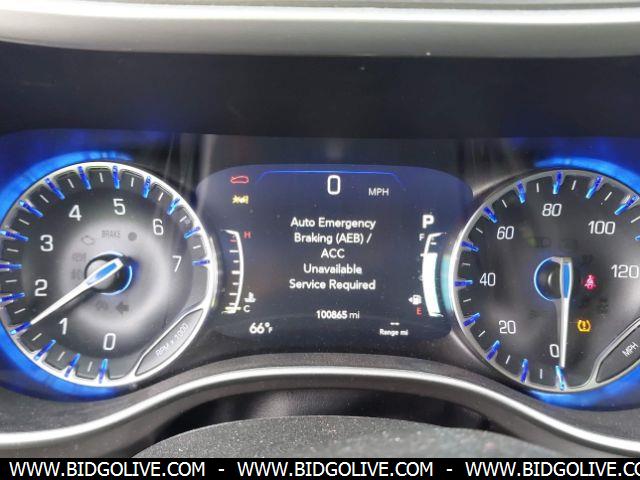 0 MPH
Auto Emergency
Braking (AEB) /
ACC
Unavailable
Service Required
100865 mi
66°F
--
Range mi
P
H
C
F
E
0 1 2 3 4 5 6 7
BRAKE
RPM x 1000
0 20 40 60 80 100 120
MPH
WWW.BIDGOLIVE.COM - WWW.BIDGOLIVE.COM - WWW.BIDGOLIVE.COM